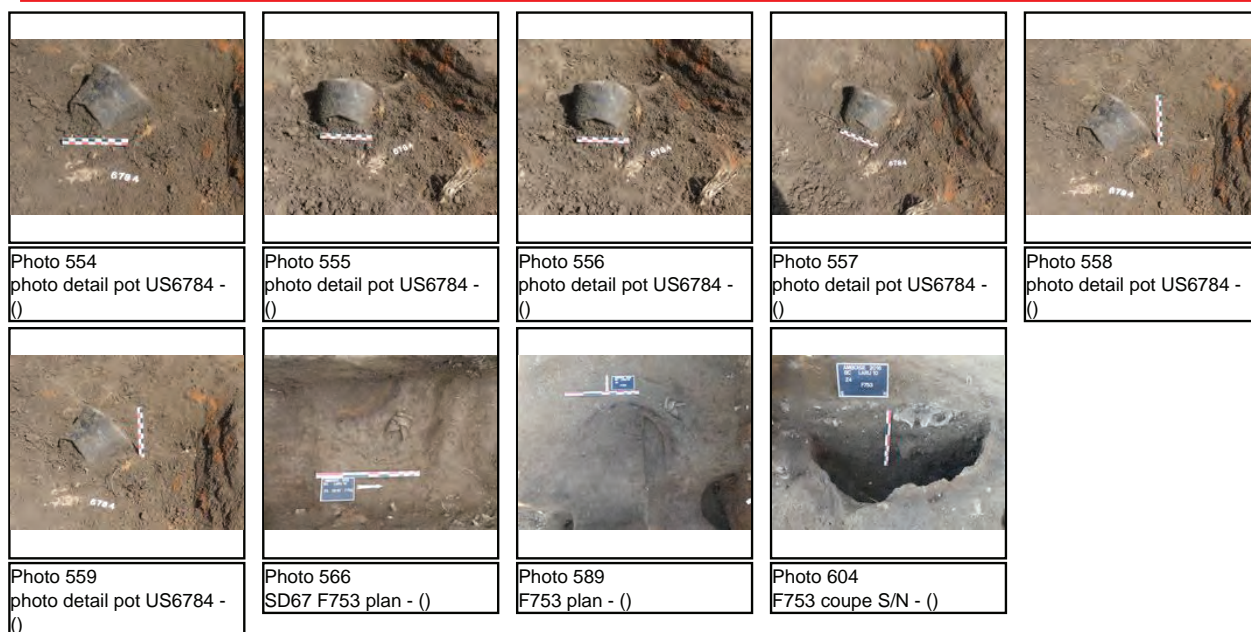 6784
6784
6784
6784
6784
Photo 554
photo detail pot US6784 -
()
Photo 555
photo detail pot US6784 -
()
Photo 556
photo detail pot US6784 -
()
Photo 557
photo detail pot US6784 -
()
Photo 558
photo detail pot US6784 -
()
6784
F753
Photo 559
photo detail pot US6784 -
()
Photo 566
SD67 F753 plan - ()
Photo 589
F753 plan - ()
Photo 604
F753 coupe S/N - ()